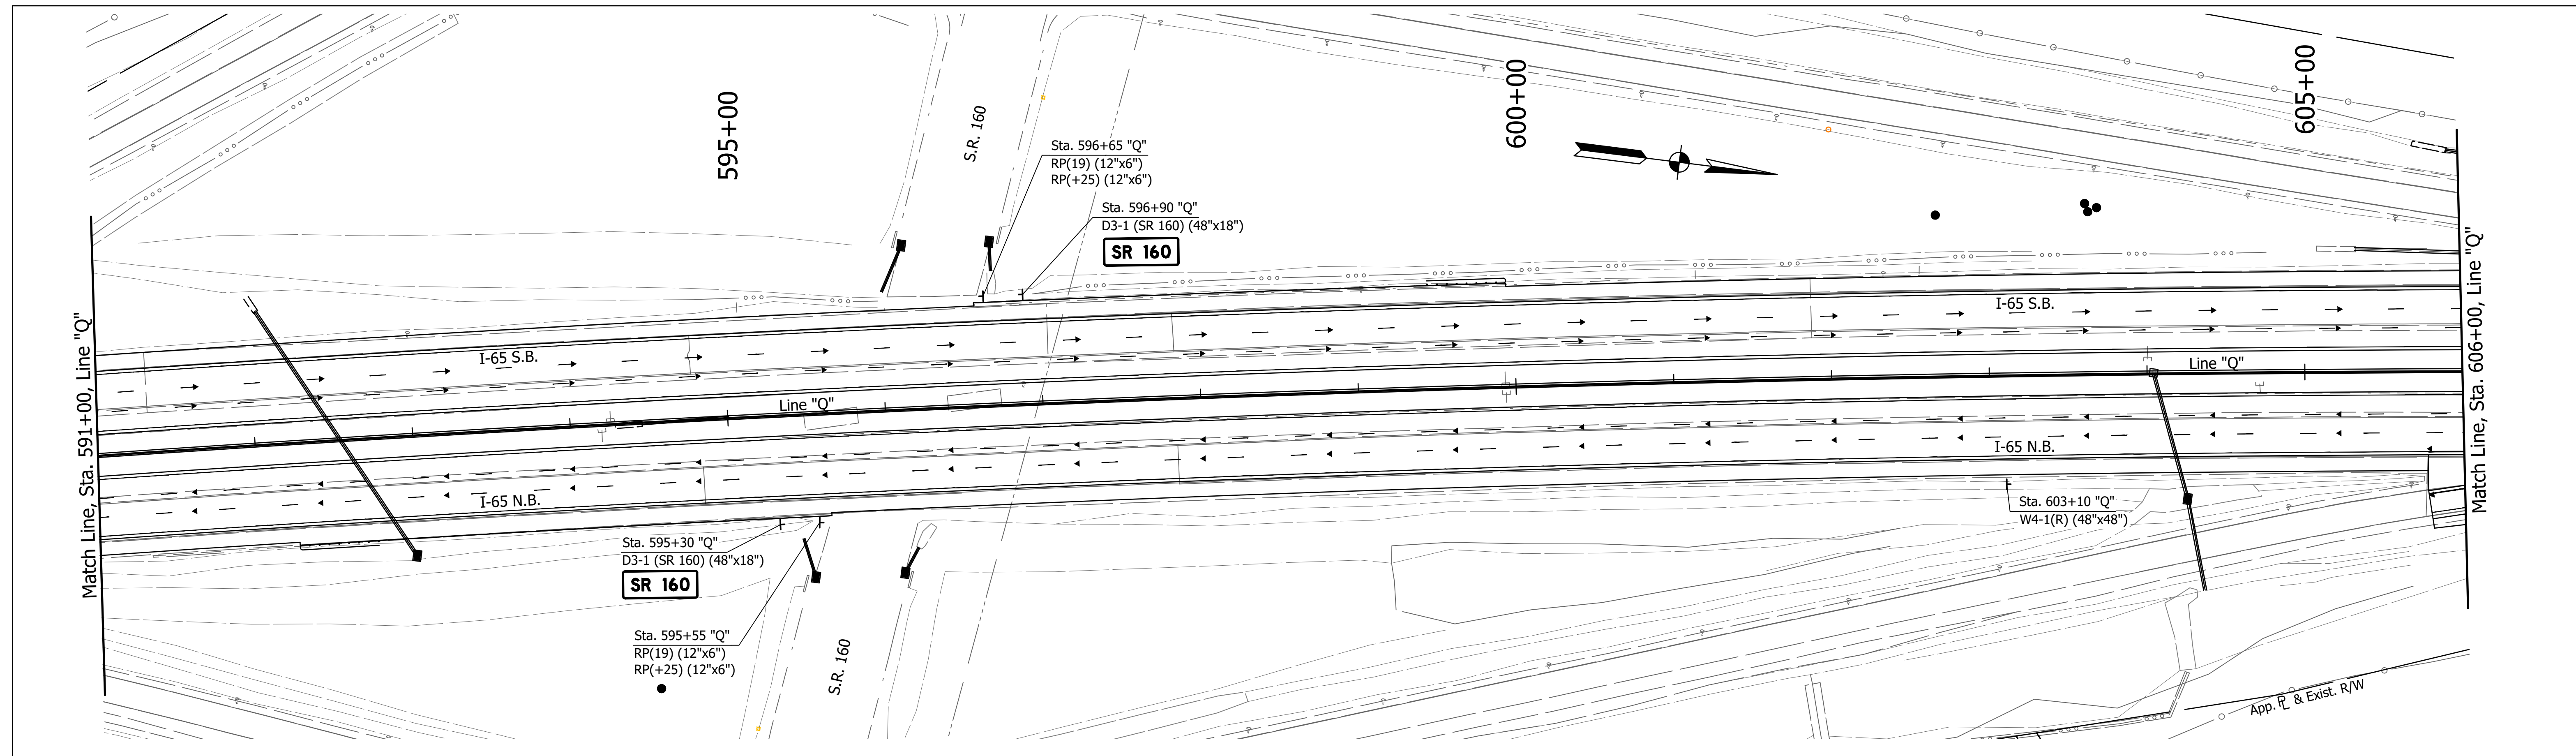 595+00
600+00
605+00
S.R. 160
Sta. 596+65 "Q"
RP(19) (12"x6")
RP(+25) (12"x6")
Sta. 596+90 "Q"
D3-1 (SR 160) (48"x18")
SR 160
I-65 S.B.
I-65 S.B.
Line "Q"
Line "Q"
Match Line, Sta. 591+00, Line "Q"
Match Line, Sta. 606+00, Line "Q"
I-65 N.B.
I-65 N.B.
Sta. 603+10 "Q"
W4-1(R) (48"x48")
Sta. 595+30 "Q"
D3-1 (SR 160) (48"x18")
SR 160
Sta. 595+55 "Q"
RP(19) (12"x6")
RP(+25) (12"x6")
S.R. 160
App. PL & Exist. R/W